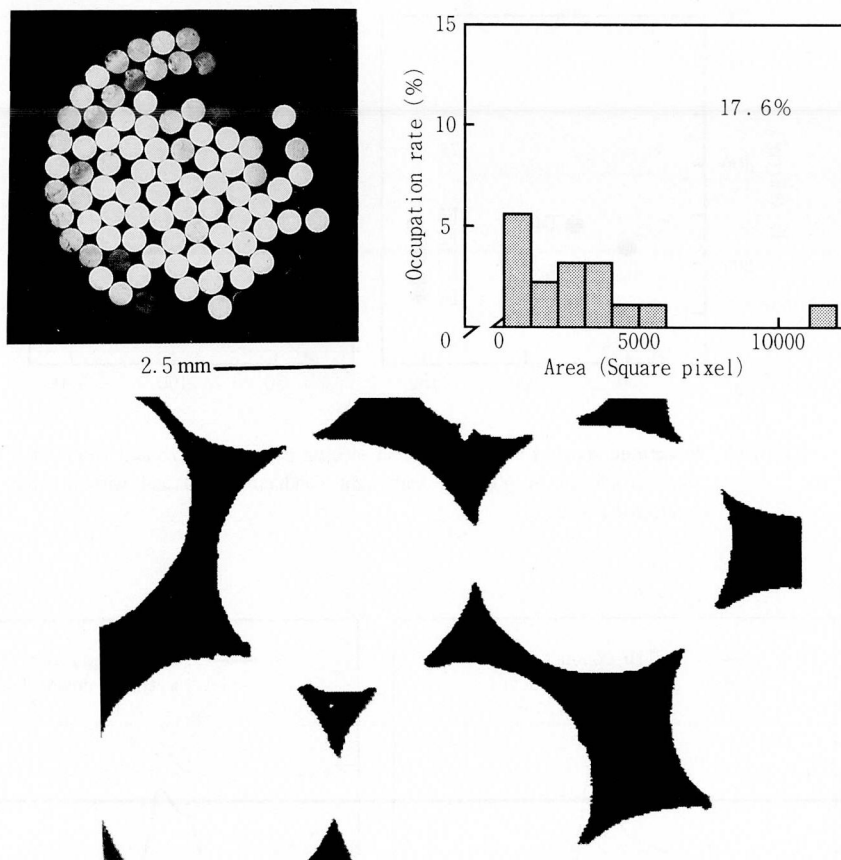 2.5 mm
15
10
5
0
Occupation rate (%)
17.6%
0 5000 10000
Area (Square pixel)